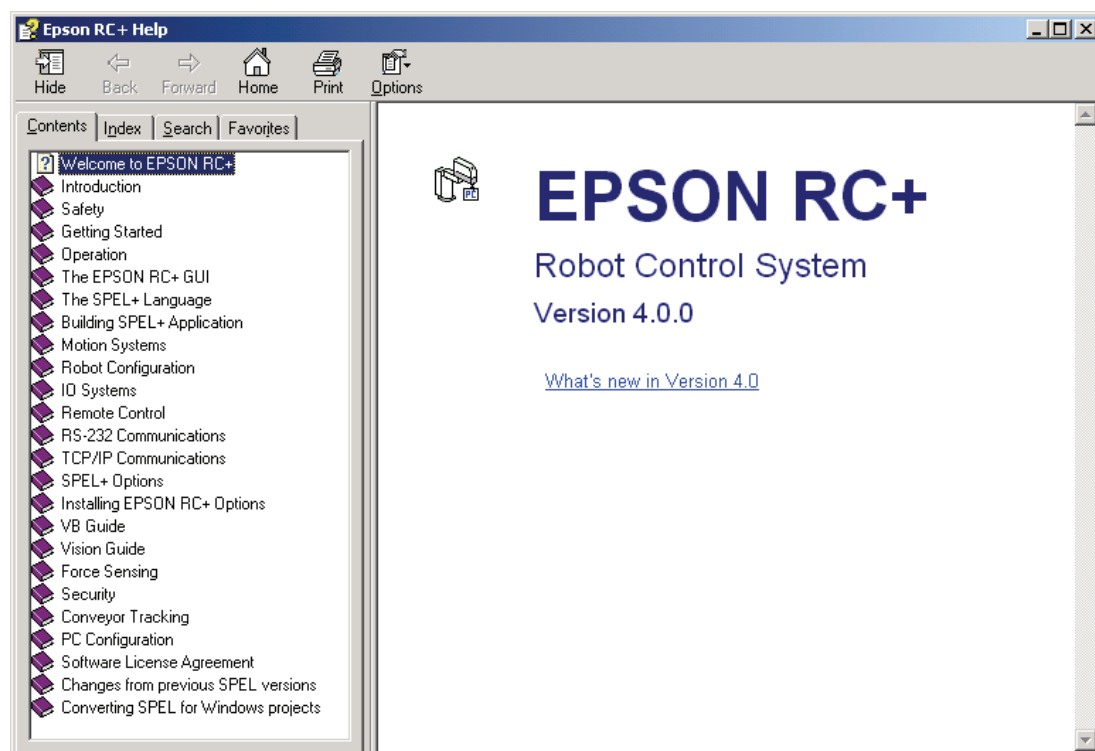 Epson RC+ Help
Hide Back Forward Home Print Options
Contents Index Search Favorites
Welcome to EPSON RC+
Introduction
Safety
Getting Started
Operation
The EPSON RC+ GUI
The SPEL+ Language
Building SPEL+ Application
Motion Systems
Robot Configuration
IO Systems
Remote Control
RS-232 Communications
TCP/IP Communications
SPEL+ Options
Installing EPSON RC+ Options
VB Guide
Vision Guide
Force Sensing
Security
Conveyor Tracking
PC Configuration
Software License Agreement
Changes from previous SPEL versions
Converting SPEL for Windows projects
PC
EPSON RC+
Robot Control System
Version 4.0.0
What's new in Version 4.0